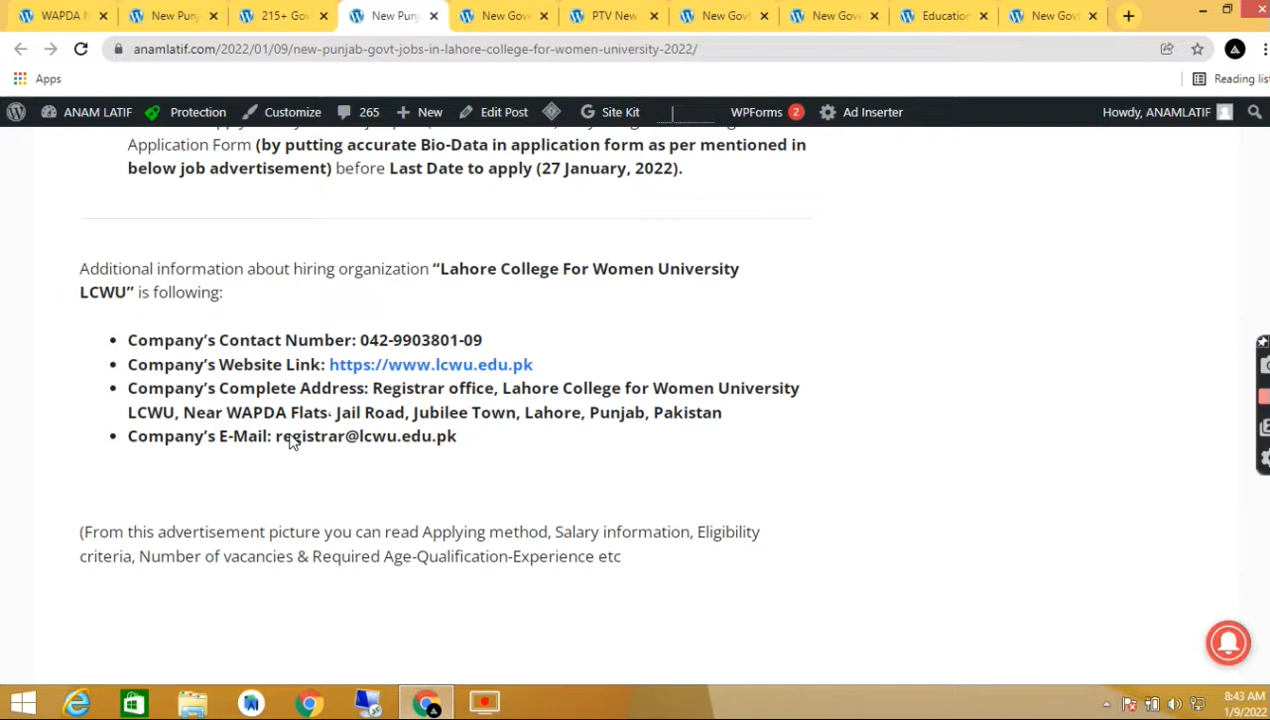 WAPDA N
New Punj
215+ Gov
New Punj
New Gove
PTV New
New Govt
New Gove
Education
New Gov
anamlatif.com/2022/01/09/new-punjab-govt-jobs-in-lahore-college-for-women-university-2022/
Apps
Reading list
ANAM LATIF Protection Customize 265 New Edit Post Site Kit WPForms 2 Ad Inserter Howdy, ANAMLATIF
Application Form (by putting accurate Bio-Data in application form as per mentioned in
below job advertisement) before Last Date to apply (27 January, 2022).
Additional information about hiring organization “Lahore College For Women University
LCWU” is following:
• Company’s Contact Number: 042-9903801-09
• Company’s Website Link: https://www.lcwu.edu.pk
• Company’s Complete Address: Registrar office, Lahore College for Women University
LCWU, Near WAPDA Flats، Jail Road, Jubilee Town, Lahore, Punjab, Pakistan
• Company’s E-Mail: registrar@lcwu.edu.pk
(From this advertisement picture you can read Applying method, Salary information, Eligibility
criteria, Number of vacancies & Required Age-Qualification-Experience etc
8:43 AM
1/9/2022